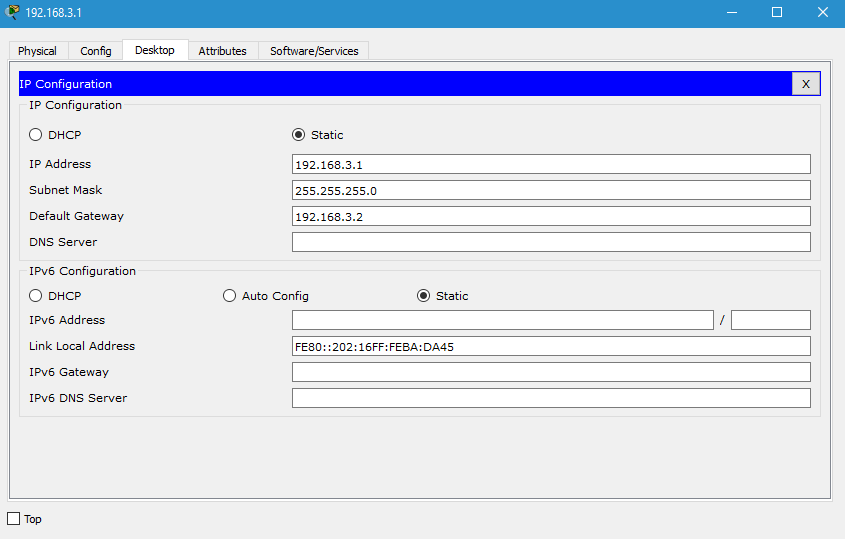 192.168.3.1
Physical Config Desktop Attributes Software/Services
IP Configuration X
IP Configuration
DHCP Static
IP Address 192.168.3.1
Subnet Mask 255.255.255.0
Default Gateway 192.168.3.2
DNS Server
IPv6 Configuration
DHCP Auto Config Static
IPv6 Address /
Link Local Address FE80::202:16FF:FEBA:DA45
IPv6 Gateway
IPv6 DNS Server
Top